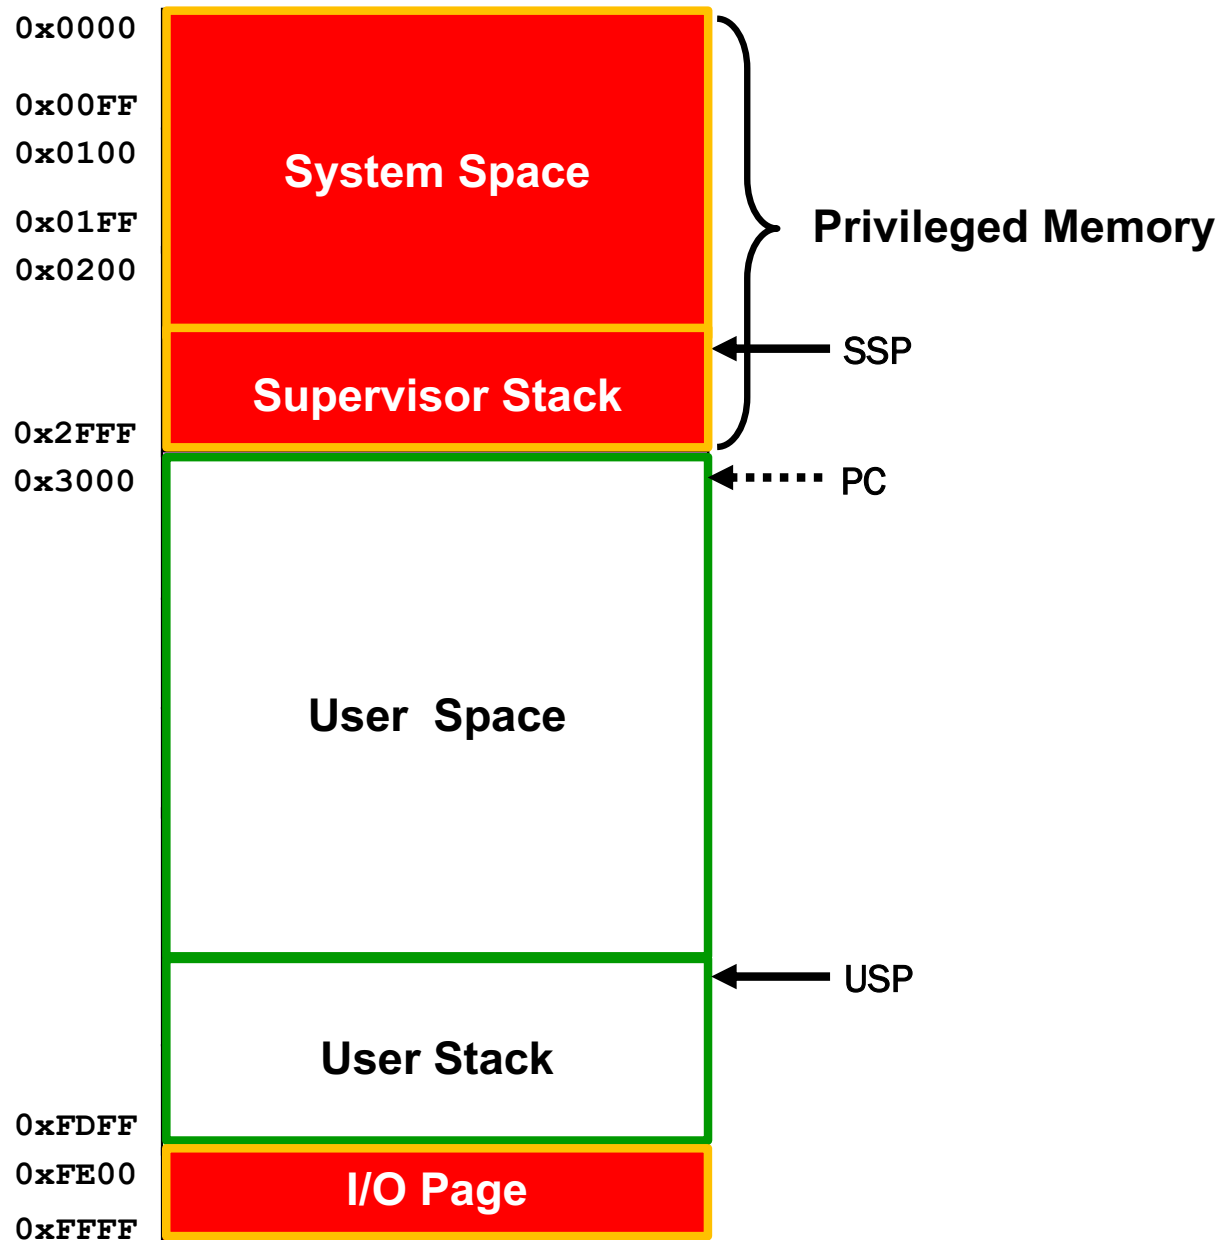 0x0000
0x00FF
0x0100
System Space
0x01FF
Privileged Memory
0x0200
SSP
Supervisor Stack
0x2FFF
0x3000
PC
User  Space
USP
User Stack
0xFDFF
0xFE00
I/O Page
0xFFFF